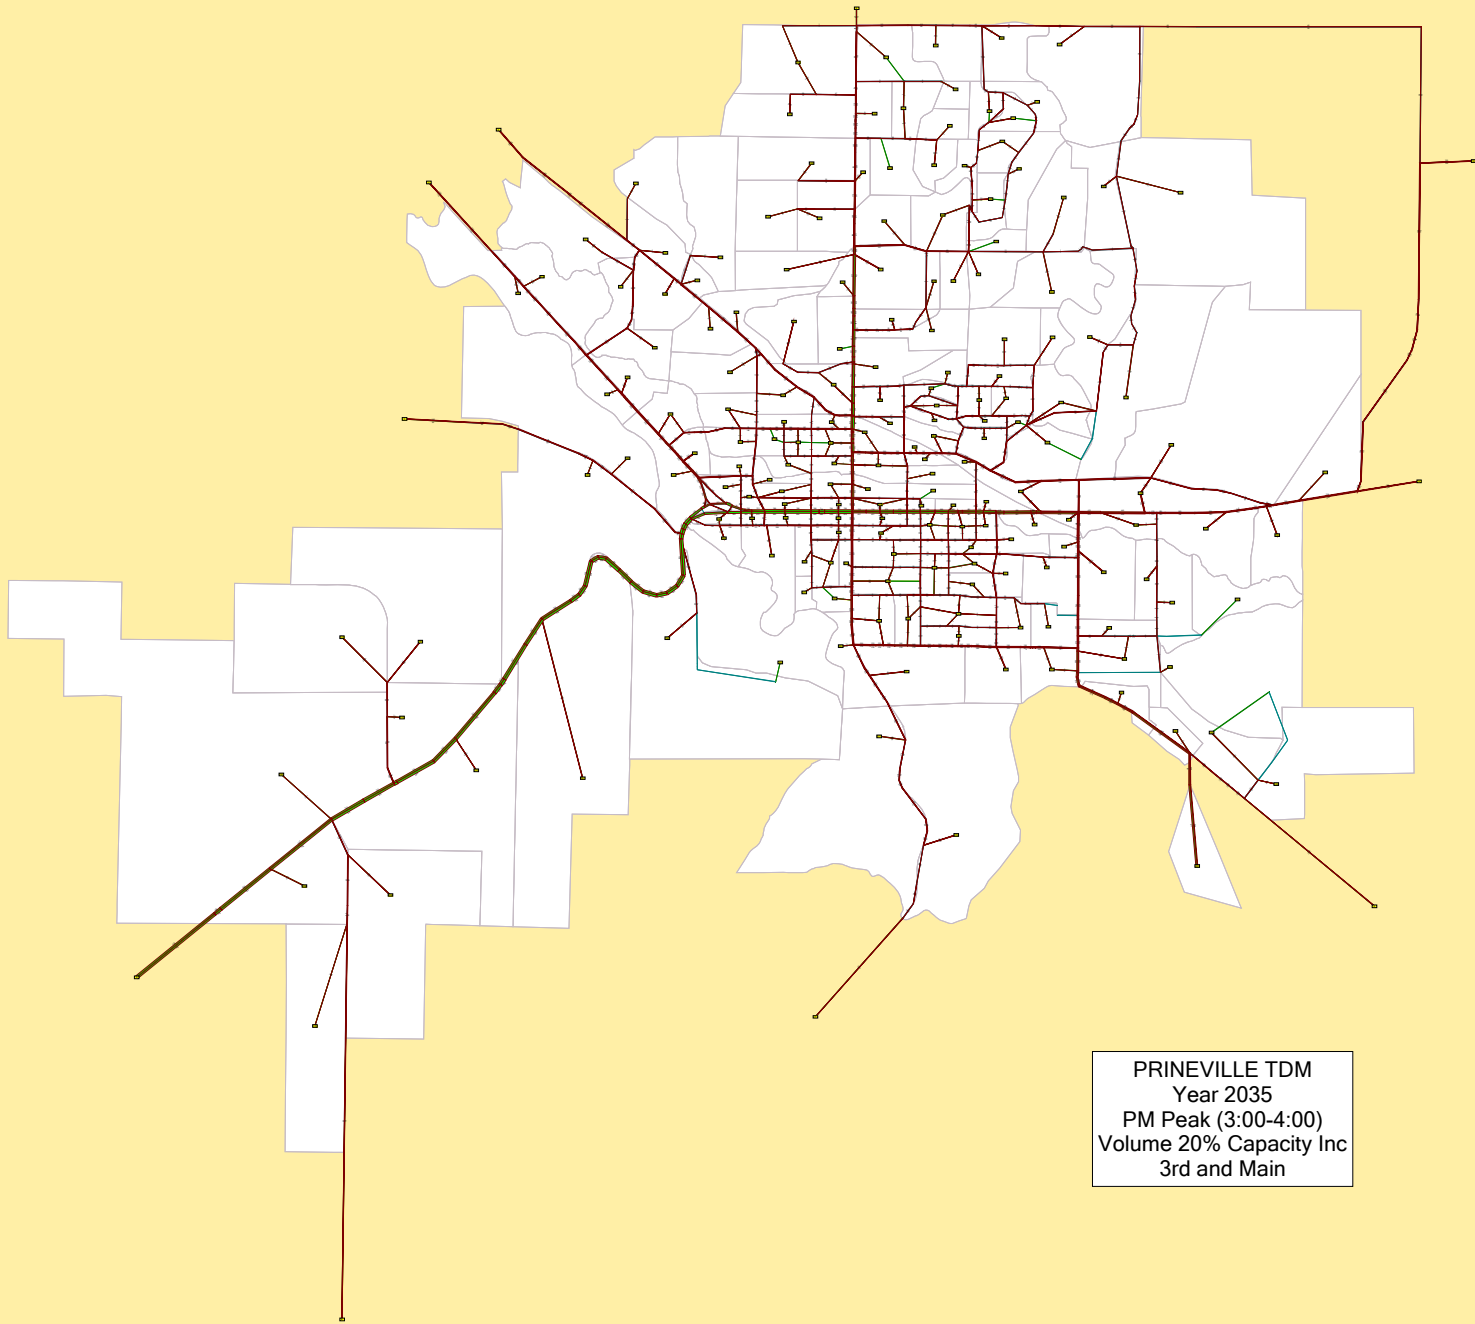 PRINEVILLE TDM
Year 2035
PM Peak (3:00-4:00)
Volume 20% Capacity Inc
3rd and Main